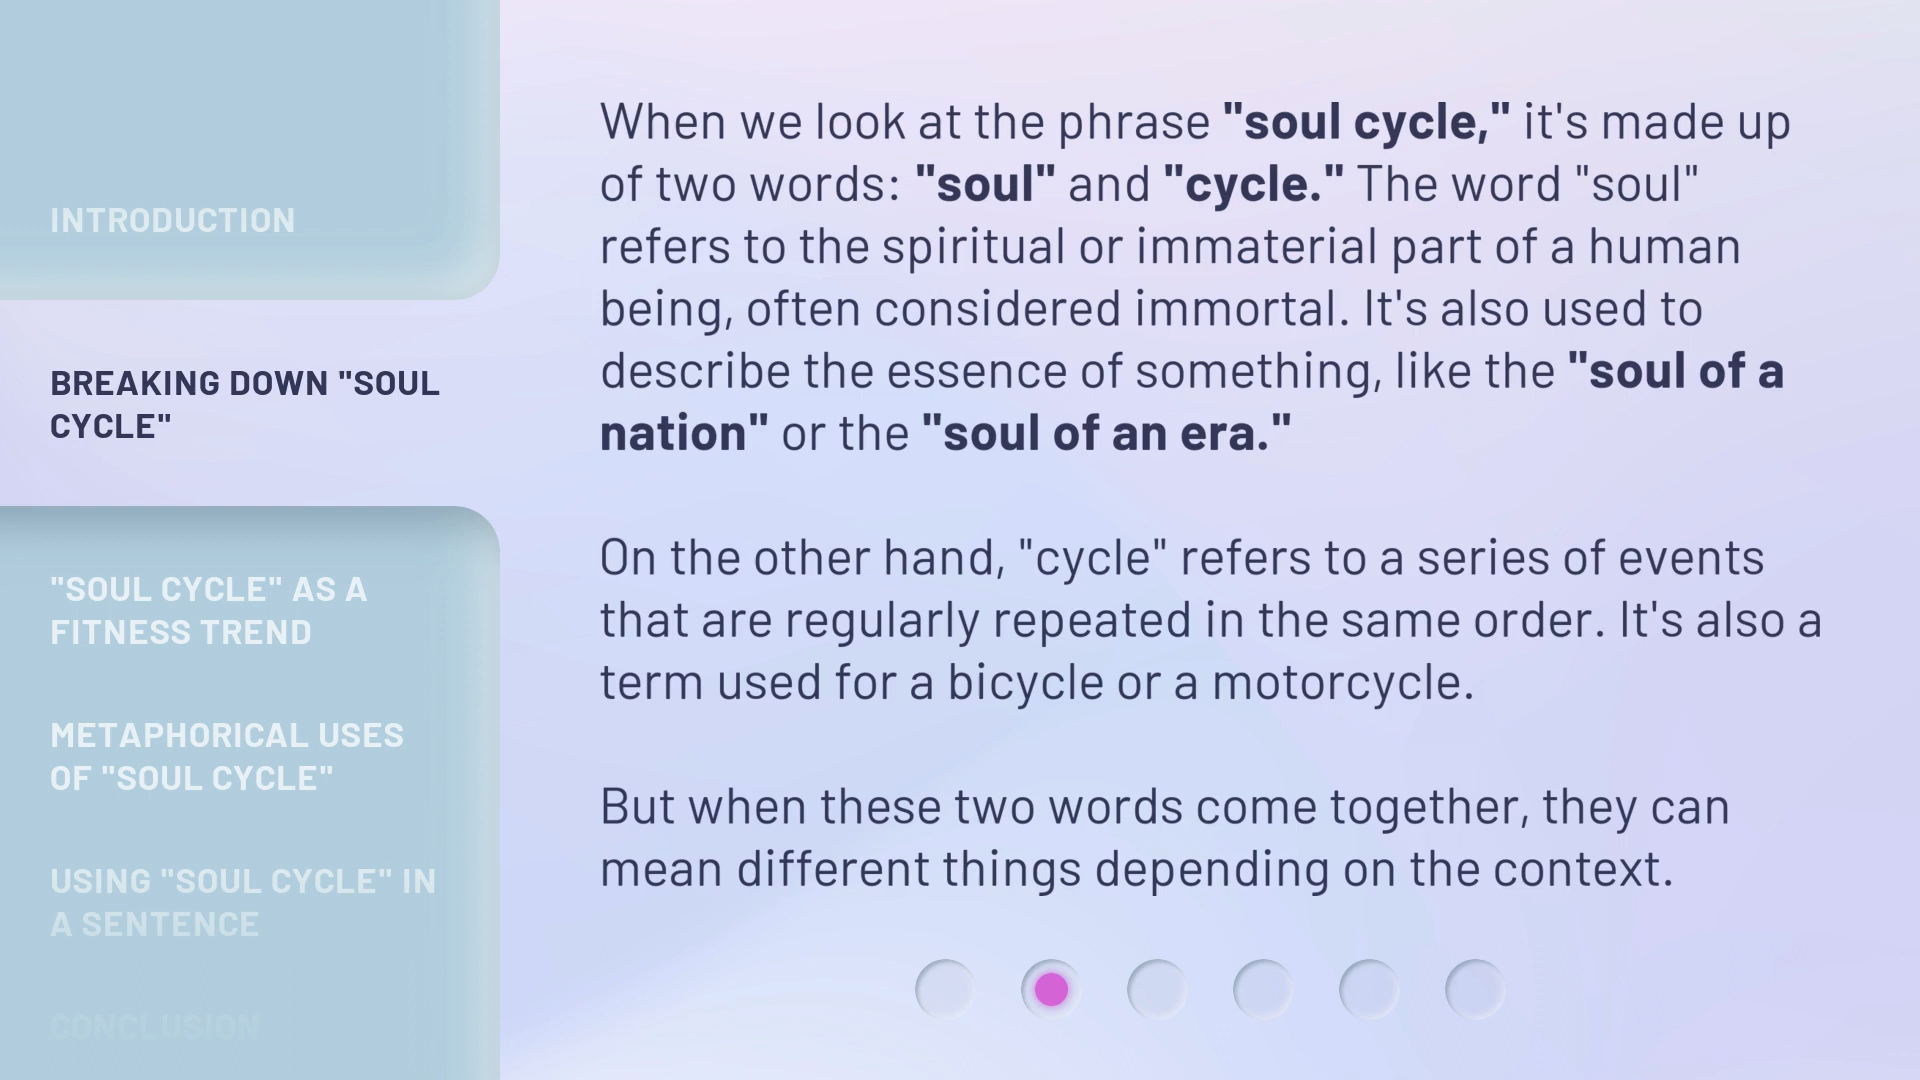 INTRODUCTION
BREAKING DOWN "SOUL
CYCLE"
"SOUL CYCLE" AS A
FITNESS TREND
METAPHORICAL USES
OF "SOUL CYCLE"
USING "SOUL CYCLE" IN
A SENTENCE
CONCLUSION
When we look at the phrase "soul cycle," it's made up
of two words: "soul" and "cycle." The word "soul"
refers to the spiritual or immaterial part of a human
being, often considered immortal. It's also used to
describe the essence of something, like the "soul of a
nation" or the "soul of an era."
On the other hand, "cycle" refers to a series of events
that are regularly repeated in the same order. It's also a
term used for a bicycle or a motorcycle.
But when these two words come together, they can
mean different things depending on the context.